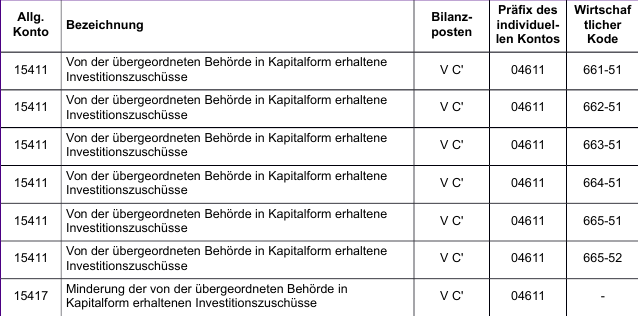 Allg. Konto Bezeichnung Bilanz-posten Präfix des individuel-len Kontos Wirtschaf tlicher Kode
15411 Von der übergeordneten Behörde in Kapitalform erhaltene
Investitionszuschüsse V C' 04611 661-51
15411 Von der übergeordneten Behörde in Kapitalform erhaltene
Investitionszuschüsse V C' 04611 662-51
15411 Von der übergeordneten Behörde in Kapitalform erhaltene
Investitionszuschüsse V C' 04611 663-51
15411 Von der übergeordneten Behörde in Kapitalform erhaltene
Investitionszuschüsse V C' 04611 664-51
15411 Von der übergeordneten Behörde in Kapitalform erhaltene
Investitionszuschüsse V C' 04611 665-51
15411 Von der übergeordneten Behörde in Kapitalform erhaltene
Investitionszuschüsse V C' 04611 665-52
15417 Minderung der von der übergeordneten Behörde in
Kapitalform erhaltenen Investitionszuschüsse V C' 04611 -